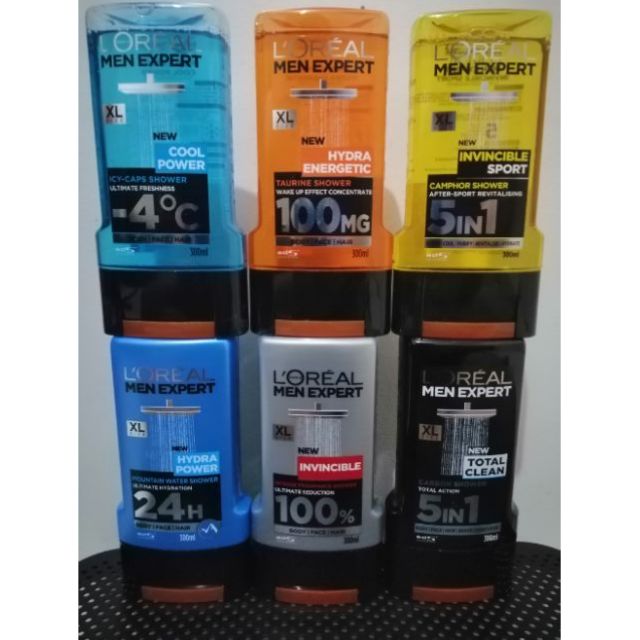 L'ORÉAL
MEN EXPERT
XL
NEW
COOL
POWER
ICY-CAPS SHOWER
ULTIMATE FRESHNESS
-4°C
BODY | FACE | HAIR
300ml
L'ORÉAL
MEN EXPERT
XL
NEW
HYDRA
ENERGETIC
TAURINE SHOWER
WAKE UP EFFECT CONCENTRATE
100MG
BODY | FACE | HAIR
300ml
L'ORÉAL
MEN EXPERT
XL
NEW
INVINCIBLE
SPORT
CAMPHOR SHOWER
AFTER-SPORT REVITALISING
5IN1
300ml
L'ORÉAL
MEN EXPERT
XL
NEW
HYDRA
POWER
MOUNTAIN WATER SHOWER
ULTIMATE HYDRATION
24H
BODY | FACE | HAIR
300ml
L'ORÉAL
MEN EXPERT
XL
NEW
INVINCIBLE
ULTIMATE SEDUCTION
100%
BODY | FACE | HAIR
300ml
L'ORÉAL
MEN EXPERT
XL
NEW
TOTAL
CLEAN
CARBON SHOWER
TOTAL ACTION
5IN1
300ml